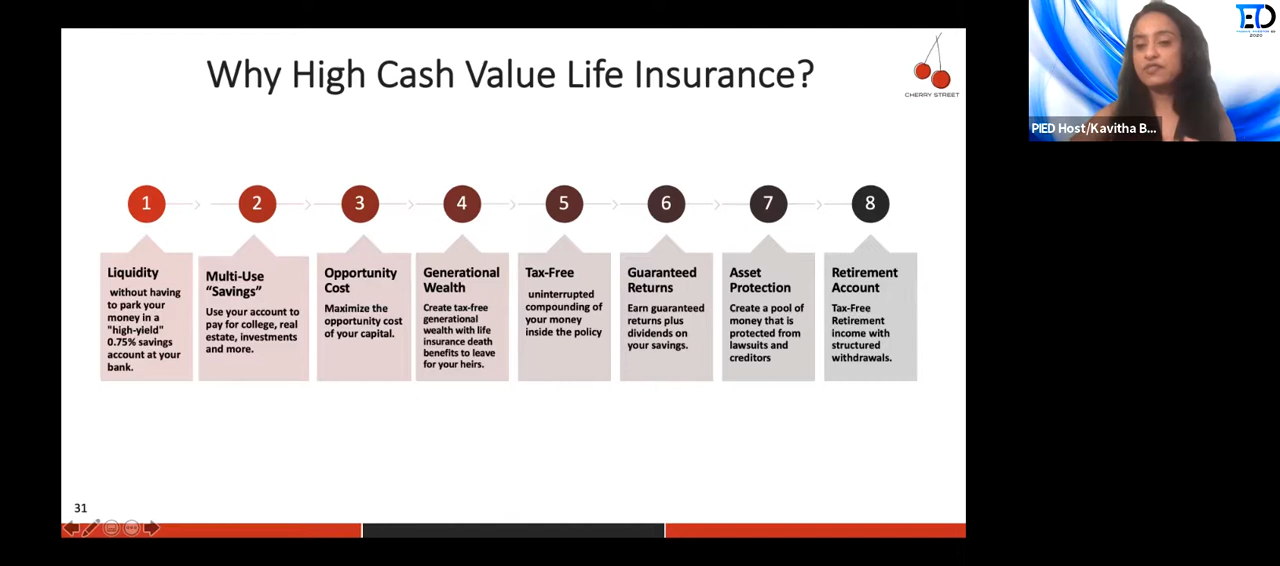 Why High Cash Value Life Insurance?
CHERRY STREET
1
2
3
4
5
6
7
8
Liquidity
without having
to park your
money in a
"high-yield"
0.75% savings
account at your
bank.
Multi-Use
“Savings”
Use your account to
pay for college, real
estate, investments
and more.
Opportunity
Cost
Maximize the
opportunity cost
of your capital.
Generational
Wealth
Create tax-free
generational
wealth with life
insurance death
benefits to leave
for your heirs.
Tax-Free
uninterrupted
compounding of
your money
inside the policy
Guaranteed
Returns
Earn guaranteed
returns plus
dividends on
your savings.
Asset
Protection
Create a pool of
money that is
protected from
lawsuits and
creditors
Retirement
Account
Tax-Free
Retirement
income with
structured
withdrawals.
31
PIED Host/Kavitha B...
2020